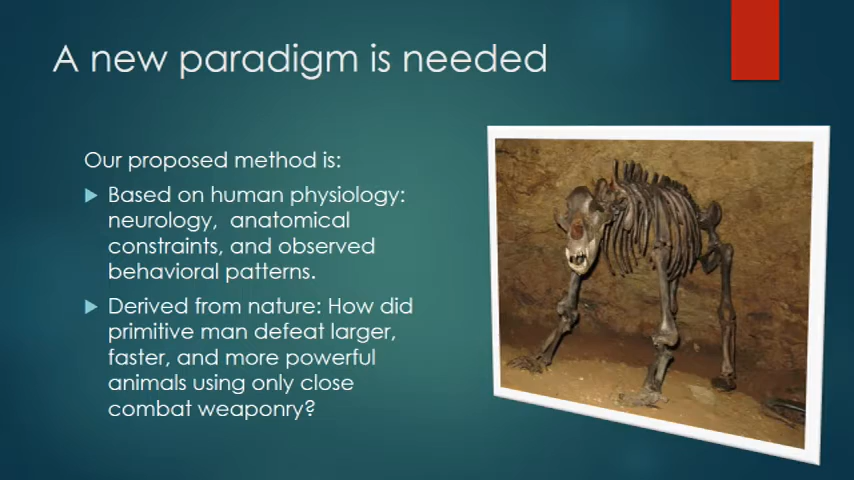 A new paradigm is needed
Our proposed method is:
Based on human physiology:
neurology, anatomical
constraints, and observed
behavioral patterns.
Derived from nature: How did
primitive man defeat larger,
faster, and more powerful
animals using only close
combat weaponry?